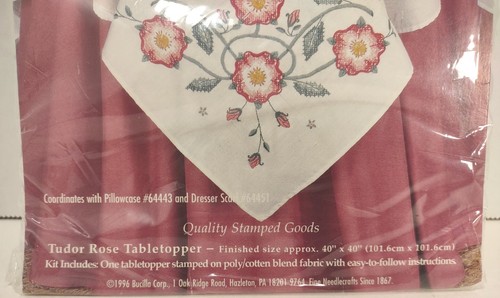 Coordinates with Pillowcase #64443 and Dresser Scarf #64451
Quality Stamped Goods
Tudor Rose Tabletopper – Finished size approx. 40" x 40" (101.6cm x 101.6cm)
Kit Includes: One tabletopper stamped on poly/cotten blend fabric with easy-to-follow instructions.
©1996 Bucilla Corp., 1 Oak Ridge Road, Hazleton, PA 18201-9764 Fine Needlecrafts Since 1867